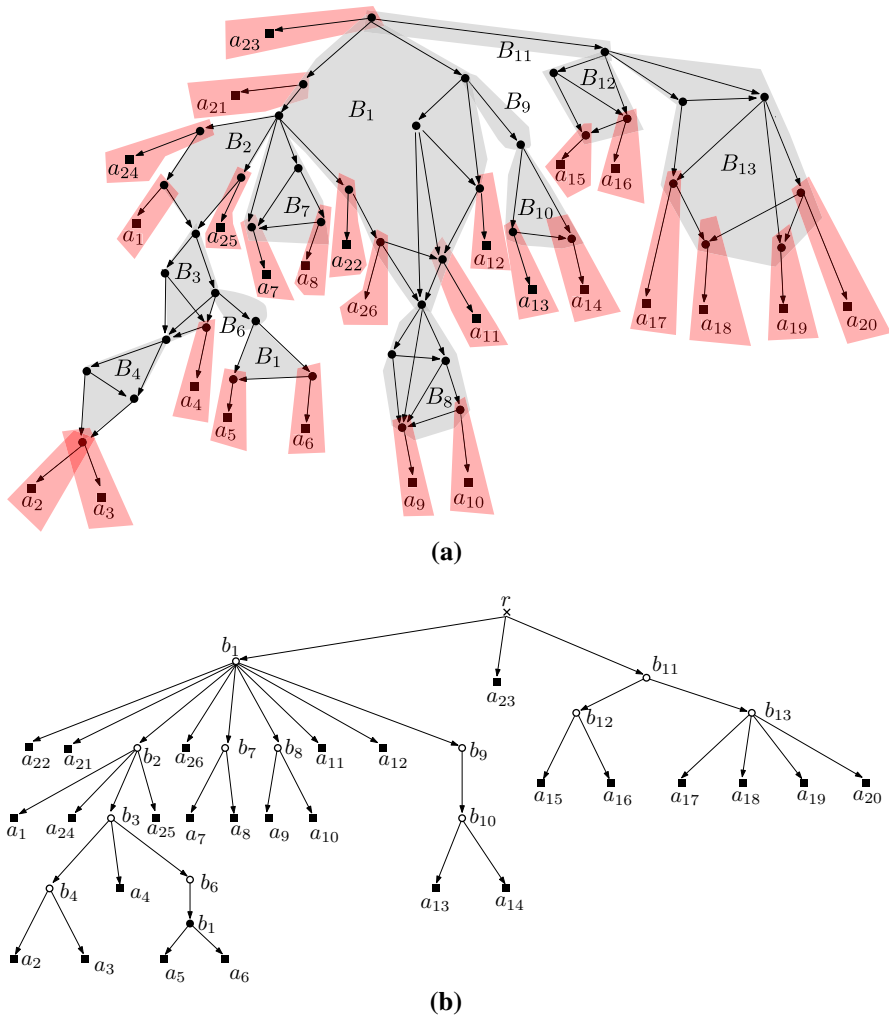 a23
B11
B12
a21
B1
B9
B2
a24
a15
a16
B13
B7
B10
a1
a25
a22
a12
B3
a7
a8
a13
a14
a26
a17
a18
a19
a20
B6
a11
B4
B1
a4
B8
a5
a6
a2
a3
a9
a10
(a)
r
b1
b11
a23
b12
b13
a22
a21
b2
a26
b7
b8
a11
a12
b9
a15
a16
a17
a18
a19
a20
a1
a24
b3
a25
a7
a8
a9
a10
b10
b4
a4
b6
a13
a14
b1
a2
a3
a5
a6
(b)